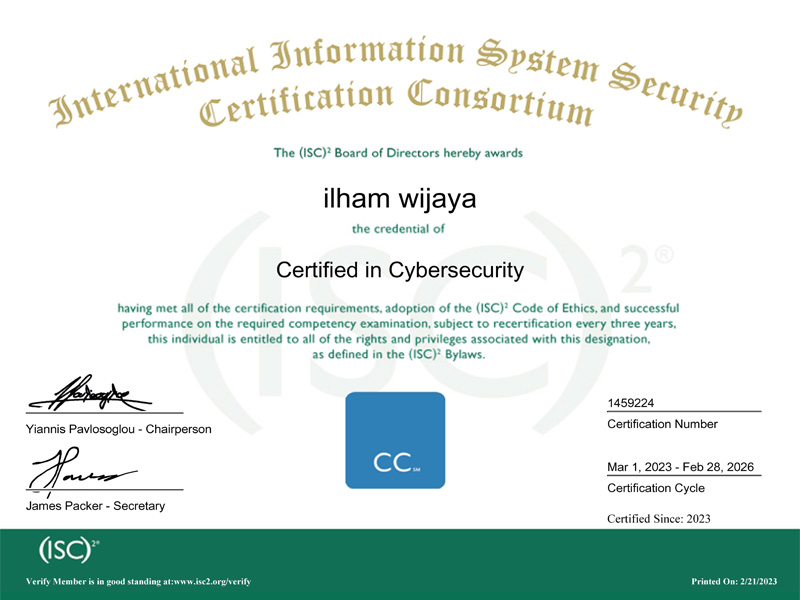 International Information System Security
Certification Consortium
The (ISC)² Board of Directors hereby awards
ilham wijaya
the credential of
Certified in Cybersecurity
(ISC)2®
having met all of the certification requirements, adoption of the (ISC)² Code of Ethics, and successful
performance on the required competency examination, subject to recertification every three years,
this individual is entitled to all of the rights and privileges associated with this designation,
as defined in the (ISC)² Bylaws.
Yiannis Pavlosoglou - Chairperson
James Packer - Secretary
CC SM
1459224
Certification Number
Mar 1, 2023 - Feb 28, 2026
Certification Cycle
Certified Since: 2023
(ISC)2®
Verify Member is in good standing at:www.isc2.org/verify
Printed On: 2/21/2023